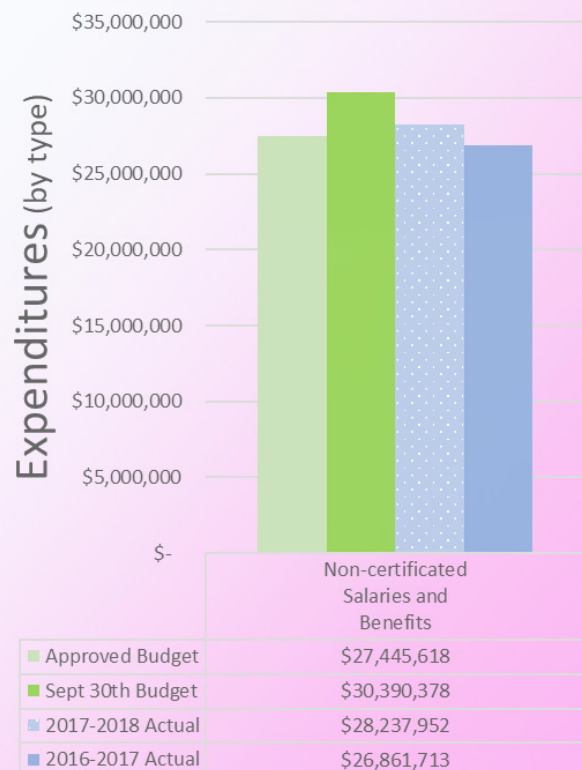 Expenditures (by type)
$35,000,000
$30,000,000
$25,000,000
$20,000,000
$15,000,000
$10,000,000
$5,000,000
$-
Non-certificated
Salaries and
Benefits
Approved Budget $27,445,618
Sept 30th Budget $30,390,378
2017-2018 Actual $28,237,952
2016-2017 Actual $26,861,713